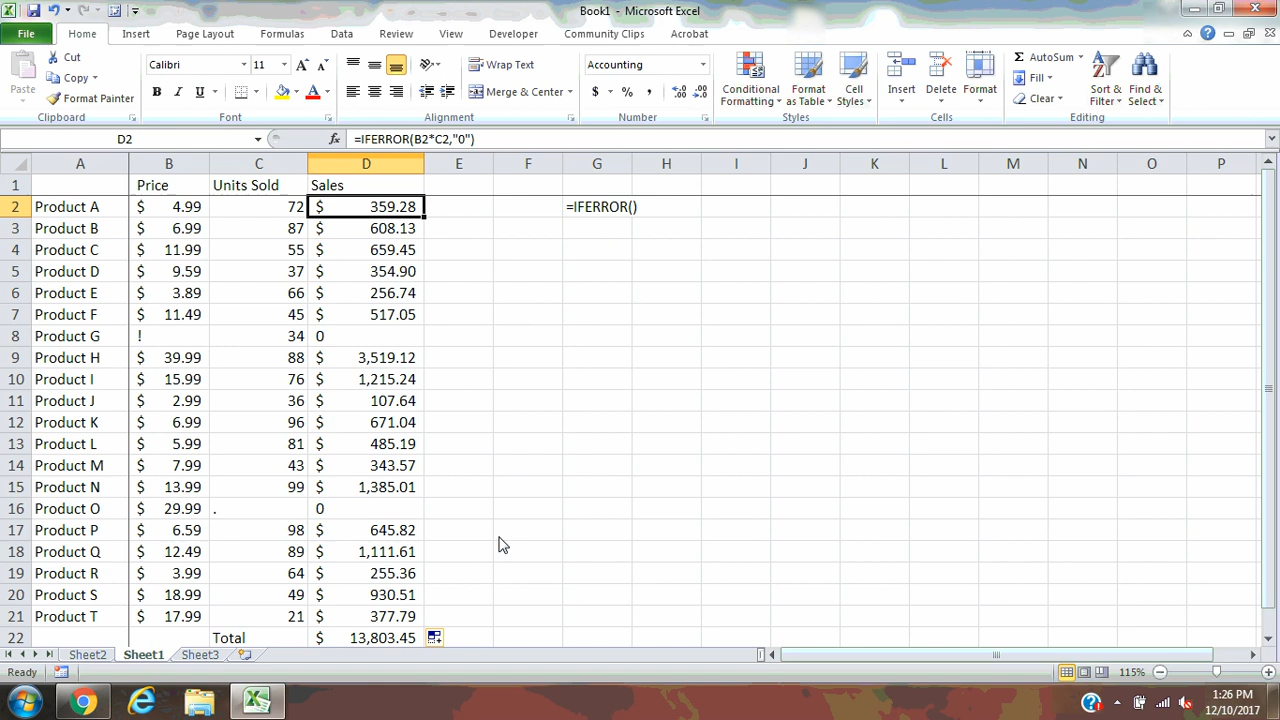 Book1 - Microsoft Excel
File Home Insert Page Layout Formulas Data Review View Developer Community Clips Acrobat
Paste
Cut
Copy
Format Painter
Clipboard
Calibri 11
B I U
Font
Wrap Text
Merge & Center
Alignment
Accounting
$ % ,
Number
Conditional Formatting
Format as Table
Cell Styles
Styles
Insert Delete Format
Cells
Σ AutoSum
Fill
Clear
Sort & Filter
Find & Select
Editing
D2 fx =IFERROR(B2*C2,"0")
A B C D E F G H I J K L M N O P
1 Price Units Sold Sales
2 Product A $ 4.99 72 $ 359.28 =IFERROR()
3 Product B $ 6.99 87 $ 608.13
4 Product C $ 11.99 55 $ 659.45
5 Product D $ 9.59 37 $ 354.90
6 Product E $ 3.89 66 $ 256.74
7 Product F $ 11.49 45 $ 517.05
8 Product G ! 34 0
9 Product H $ 39.99 88 $ 3,519.12
10 Product I $ 15.99 76 $ 1,215.24
11 Product J $ 2.99 36 $ 107.64
12 Product K $ 6.99 96 $ 671.04
13 Product L $ 5.99 81 $ 485.19
14 Product M $ 7.99 43 $ 343.57
15 Product N $ 13.99 99 $ 1,385.01
16 Product O $ 29.99 . 0
17 Product P $ 6.59 98 $ 645.82
18 Product Q $ 12.49 89 $ 1,111.61
19 Product R $ 3.99 64 $ 255.36
20 Product S $ 18.99 49 $ 930.51
21 Product T $ 17.99 21 $ 377.79
22 Total $ 13,803.45
Sheet2 Sheet1 Sheet3
Ready 115%
1:26 PM
12/10/2017